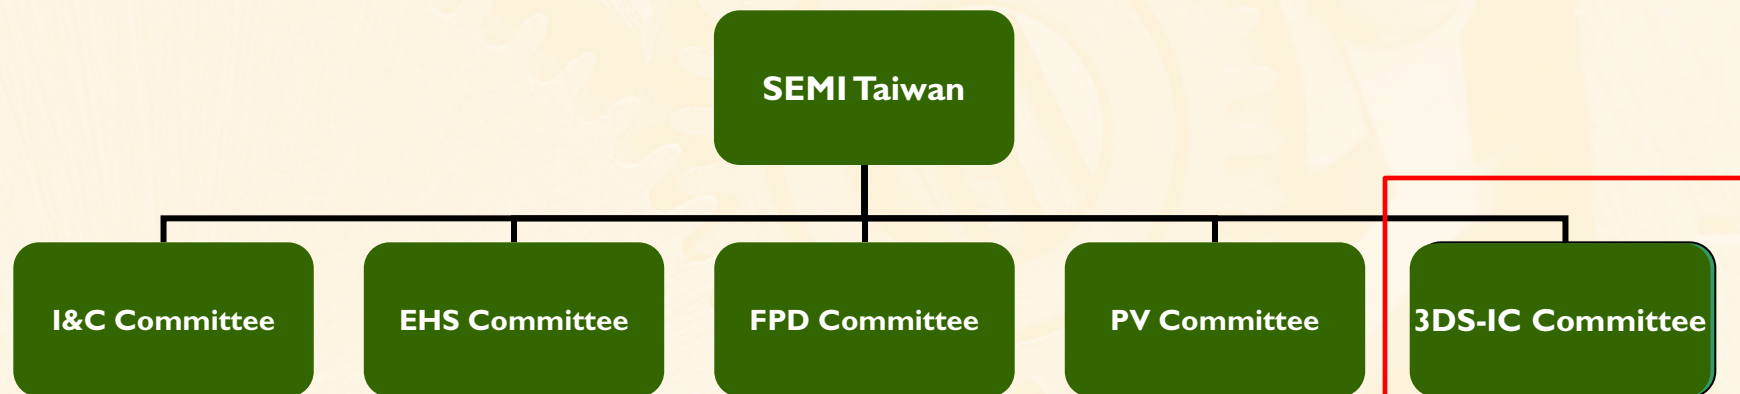 SEMI Taiwan
I&C Committee
EHS Committee
FPD Committee
PV Committee
3DS-IC Committee